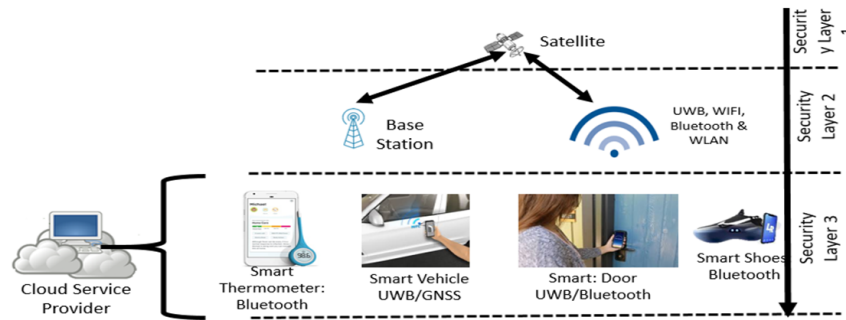 Satellite
Securit
y Layer
1
Base
Station
UWB, WIFI,
Bluetooth &
WLAN
Security
Layer 2
Cloud Service
Provider
Smart
Thermometer:
Bluetooth
Smart Vehicle
UWB/GNSS
Smart: Door
UWB/Bluetooth
Smart Shoes
Bluetooth
Security
Layer 3